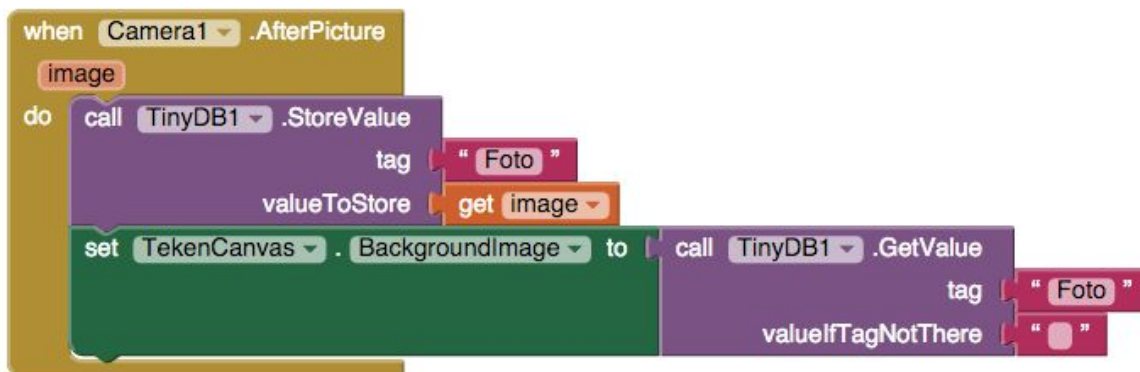 when Camera1 .AfterPicture
image
do call TinyDB1 .StoreValue
tag " Foto "
valueToStore get image
set TekenCanvas . BackgroundImage to call TinyDB1 .GetValue
tag " Foto "
valueIfTagNotThere " "